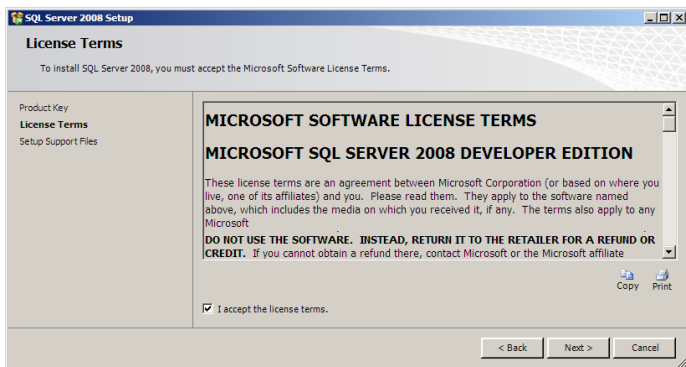 SQL Server 2008 Setup
License Terms
To install SQL Server 2008, you must accept the Microsoft Software License Terms.
Product Key
License Terms
Setup Support Files
MICROSOFT SOFTWARE LICENSE TERMS
MICROSOFT SQL SERVER 2008 DEVELOPER EDITION
These license terms are an agreement between Microsoft Corporation (or based on where you
live, one of its affiliates) and you. Please read them. They apply to the software named
above, which includes the media on which you received it, if any. The terms also apply to any
Microsoft
DO NOT USE THE SOFTWARE. INSTEAD, RETURN IT TO THE RETAILER FOR A REFUND OR
CREDIT. If you cannot obtain a refund there, contact Microsoft or the Microsoft affiliate
Copy Print
I accept the license terms.
< Back Next > Cancel